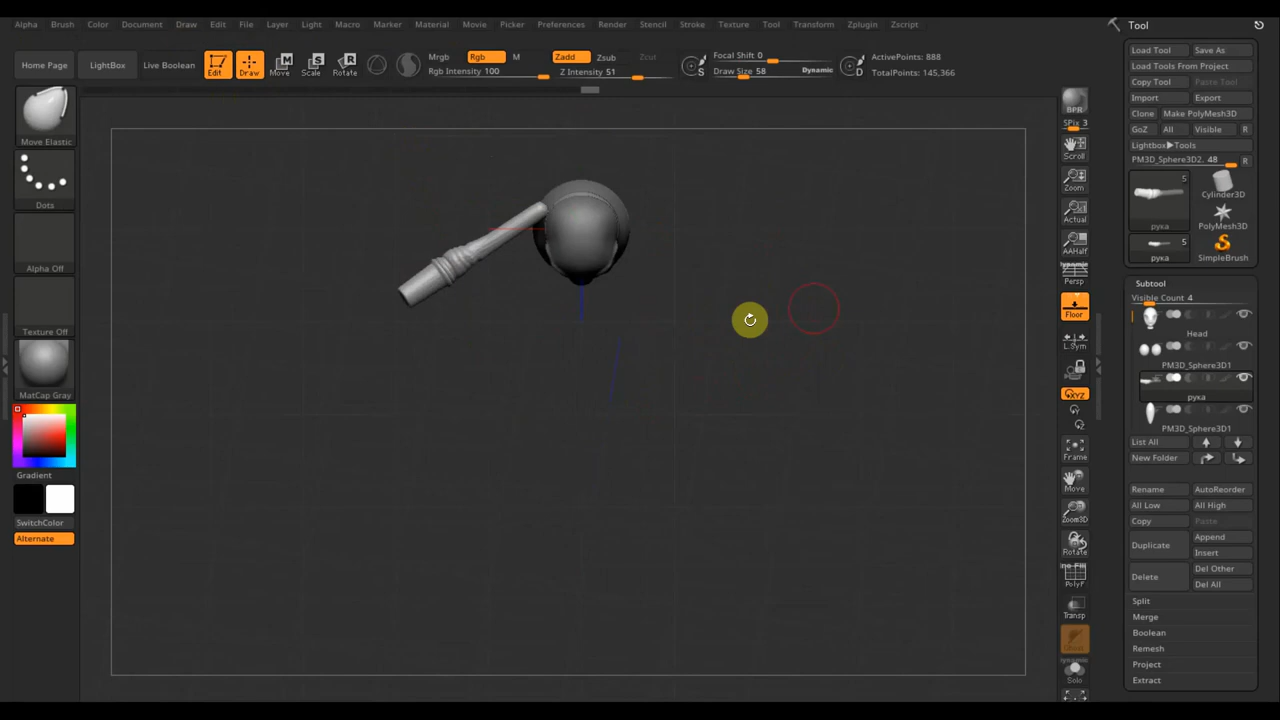 Alpha Brush Color Document Draw Edit File Layer Light Macro Marker Material Movie Picker Preferences Render Stencil Stroke Texture Tool Transform Zplugin Zscript
Tool
Home Page
LightBox
Live Boolean
Edit
Draw
Move
Scale
Rotate
Mrgb
Rgb
M
Rgb Intensity 100
Zadd
Zsub
Zcut
Z Intensity 51
S
Focal Shift 0
Draw Size 58
Dynamic
D
ActivePoints: 888
TotalPoints: 145,366
Move Elastic
Dots
Alpha Off
Texture Off
MatCap Gray
Gradient
SwitchColor
Alternate
BPR
SPix 3
Scroll
Zoom
Actual
AAHalf
Dynamic
Persp
Floor
L.Sym
XYZ
Frame
Move
Zoom3D
Rotate
Line Fill
PolyF
Transp
Dynamic
Solo
Load Tool
Save As
Load Tools From Project
Copy Tool
Paste Tool
Import
Export
Clone
Make PolyMesh3D
GoZ
All
Visible
R
Lightbox▶Tools
PM3D_Sphere3D2. 48
R
5
рука
Cylinder3D
PolyMesh3D
5
рука
SimpleBrush
Subtool
Visible Count 4
Head
PM3D_Sphere3D1
рука
PM3D_Sphere3D1
List All
New Folder
Rename
AutoReorder
All Low
All High
Copy
Paste
Duplicate
Append
Insert
Delete
Del Other
Del All
Split
Merge
Boolean
Remesh
Project
Extract